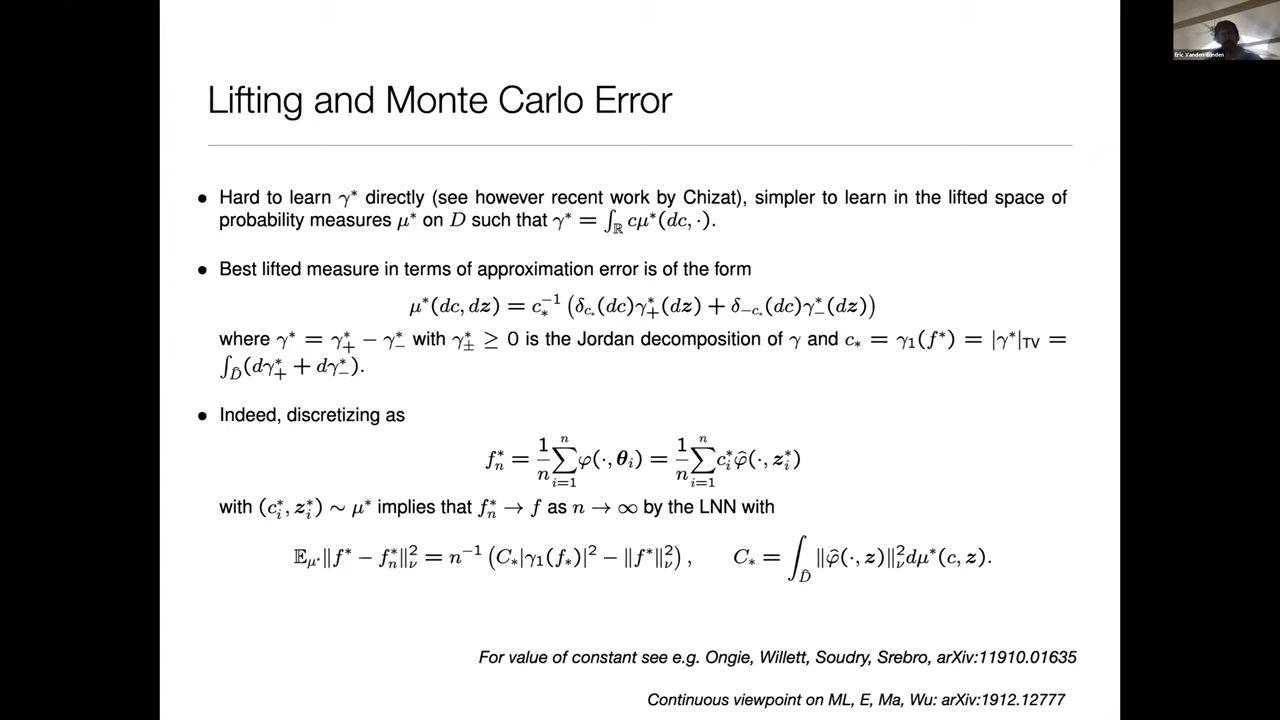 Eric Vanden-Eijnden
Lifting and Monte Carlo Error
• Hard to learn γ* directly (see however recent work by Chizat), simpler to learn in the lifted space of
probability measures μ* on D such that γ* = ∫_ℝ cμ*(dc, ·).
• Best lifted measure in terms of approximation error is of the form
μ*(dc, dz) = c_*^{-1} (δ_{c_*}(dc)γ_+^*(dz) + δ_{-c_*}(dc)γ_-^*(dz))
where γ* = γ_+^* − γ_-^* with γ_±^* ≥ 0 is the Jordan decomposition of γ and c_* = γ_1(f*) = |γ*|_TV =
∫_D̂(dγ_+^* + dγ_-^*).
• Indeed, discretizing as
f_n^* = 1/n ∑_{i=1}^n φ(·, θ_i) = 1/n ∑_{i=1}^n c_i^* φ̂(·, z_i^*)
with (c_i^*, z_i^*) ∼ μ* implies that f_n^* → f as n → ∞ by the LNN with
𝔼_{μ*}‖f* − f_n^*‖_ν^2 = n^{-1} (C_*|γ_1(f_*)|^2 − ‖f*‖_ν^2), C_* = ∫_D̂ ‖φ̂(·, z)‖_ν^2 dμ*(c, z).
For value of constant see e.g. Ongie, Willett, Soudry, Srebro, arXiv:11910.01635
Continuous viewpoint on ML, E, Ma, Wu: arXiv:1912.12777